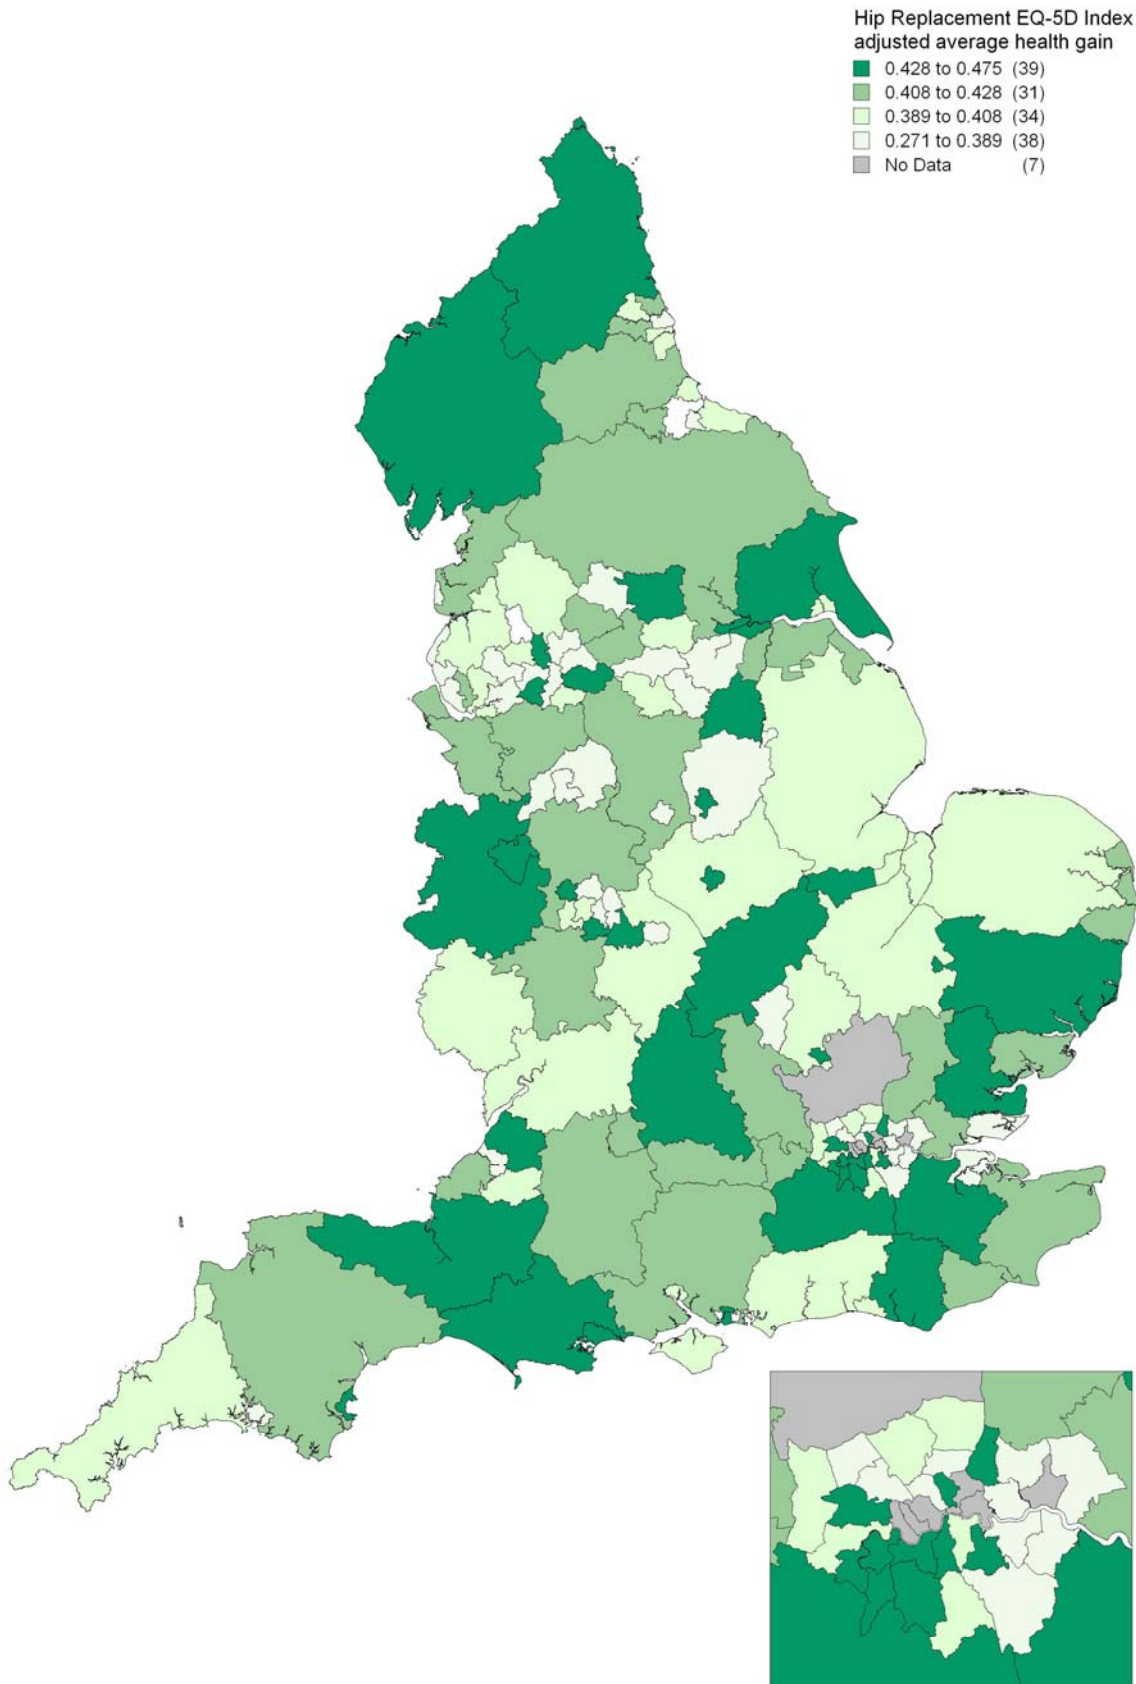 Hip Replacement EQ-5D Index
adjusted average health gain
0.428 to 0.475 (39)
0.408 to 0.428 (31)
0.389 to 0.408 (34)
0.271 to 0.389 (38)
No Data (7)